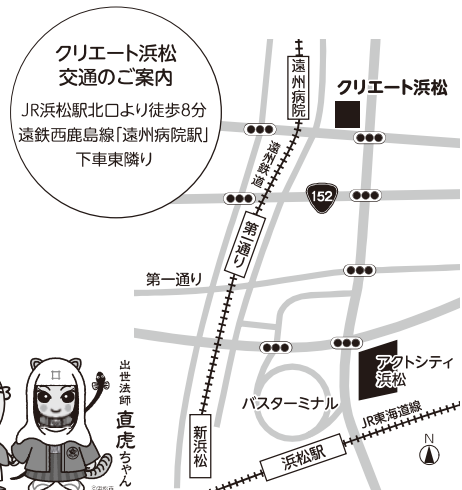 クリエート浜松
交通のご案内
JR浜松駅北口より徒歩8分
遠鉄西鹿島線「遠州病院駅」
下車東隣り
遠州病院
クリエート浜松
遠州鉄道
152
第一通り
第一通り
アクトシティ
浜松
バスターミナル
JR東海道線
新浜松
浜松駅
N
出世法師
直虎ちゃん